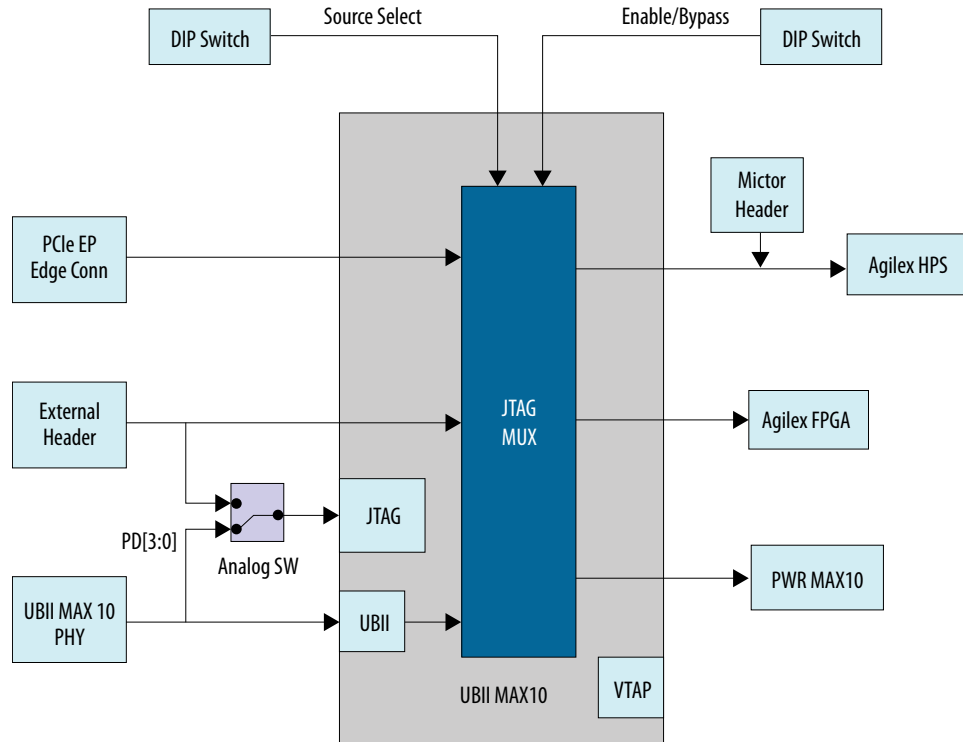 Source Select
Enable/Bypass
DIP Switch
DIP Switch
Mictor
Header
PCIe EP
Edge Conn
Agilex HPS
External
Header
JTAG
MUX
Agilex FPGA
JTAG
PD[3:0]
Analog SW
UBII MAX 10
PHY
UBII
PWR MAX10
VTAP
UBII MAX10